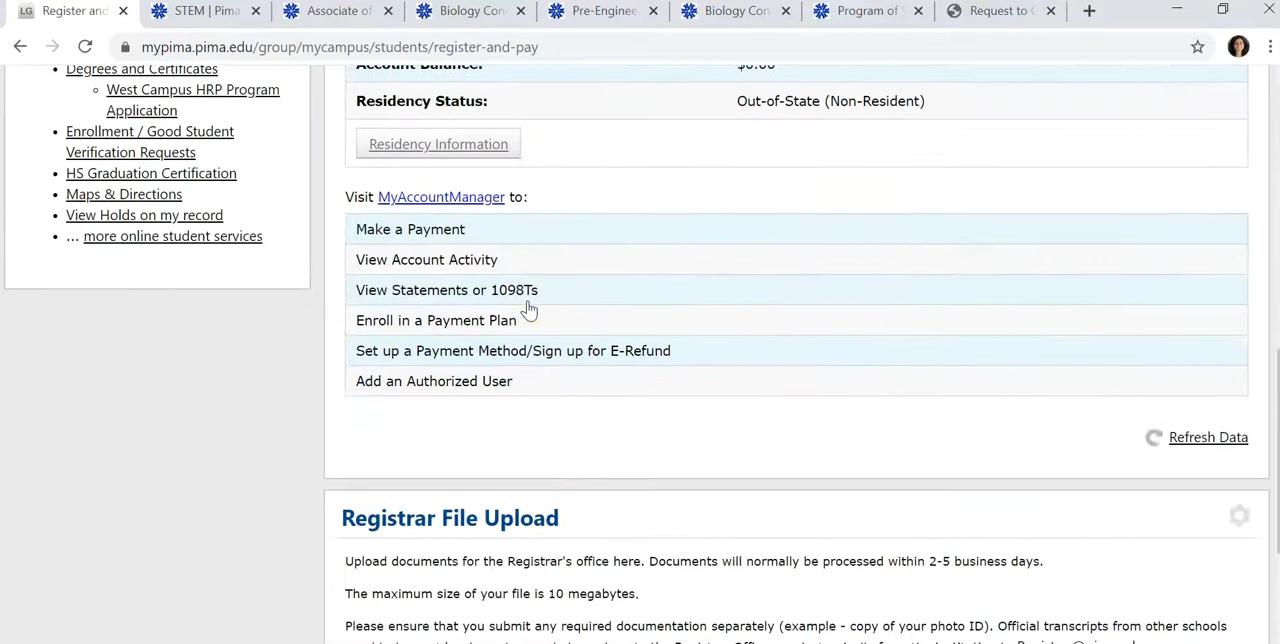 LG Register and
STEM | Pima
Associate of
Biology Con
Pre-Enginee
Biology Con
Program of
Request to
mypima.pima.edu/group/mycampus/students/register-and-pay
Degrees and Certificates
West Campus HRP Program
Application
Enrollment / Good Student
Verification Requests
HS Graduation Certification
Maps & Directions
View Holds on my record
... more online student services
Account Balance:
$0.00
Residency Status:
Out-of-State (Non-Resident)
Residency Information
Visit MyAccountManager to:
Make a Payment
View Account Activity
View Statements or 1098Ts
Enroll in a Payment Plan
Set up a Payment Method/Sign up for E-Refund
Add an Authorized User
Refresh Data
Registrar File Upload
Upload documents for the Registrar's office here. Documents will normally be processed within 2-5 business days.
The maximum size of your file is 10 megabytes.
Please ensure that you submit any required documentation separately (example - copy of your photo ID). Official transcripts from other schools